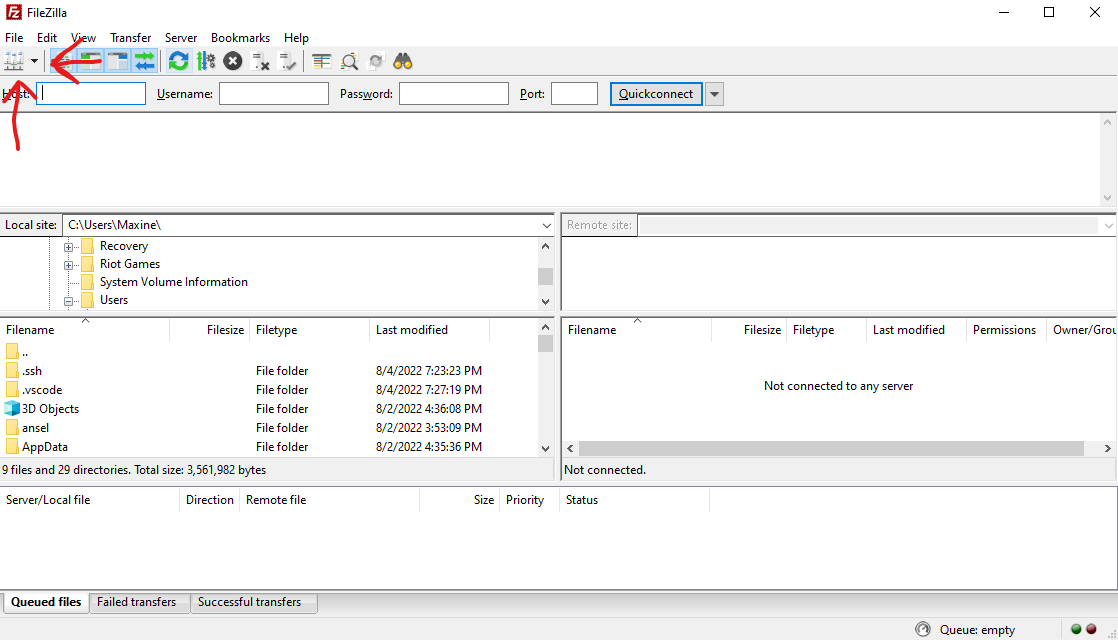 FileZilla
File Edit View Transfer Server Bookmarks Help
Host: Username: Password: Port: Quickconnect
Local site: C:\Users\Maxine\ Remote site:
Recovery
Riot Games
System Volume Information
Users
Filename Filesize Filetype Last modified
..
.ssh File folder 8/4/2022 7:23:23 PM
.vscode File folder 8/4/2022 7:27:19 PM
3D Objects File folder 8/2/2022 4:36:08 PM
ansel File folder 8/2/2022 3:53:09 PM
AppData File folder 8/2/2022 4:35:36 PM
9 files and 29 directories. Total size: 3,561,982 bytes
Filename Filesize Filetype Last modified Permissions Owner/Grou
Not connected to any server
Not connected.
Server/Local file Direction Remote file Size Priority Status
Queued files Failed transfers Successful transfers
Queue: empty